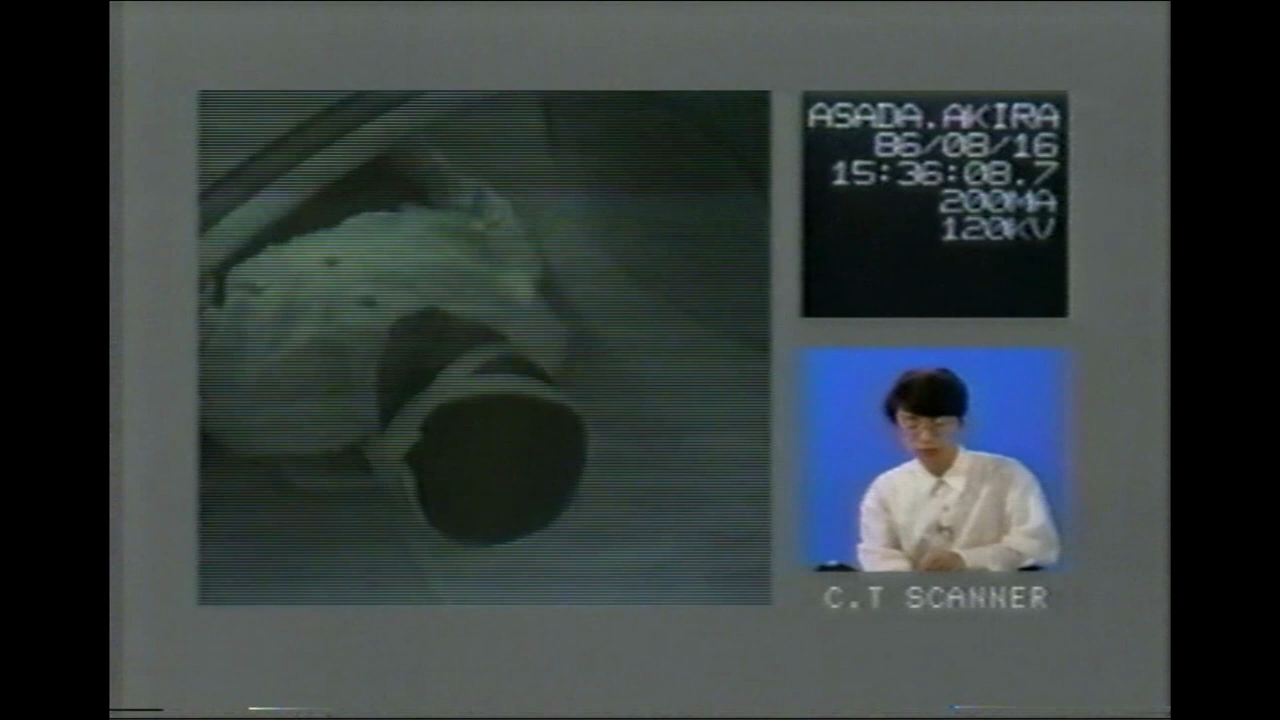 ASADA.AKIRA
86/08/16
15:36:08.7
200MA
120KV
C.T SCANNER